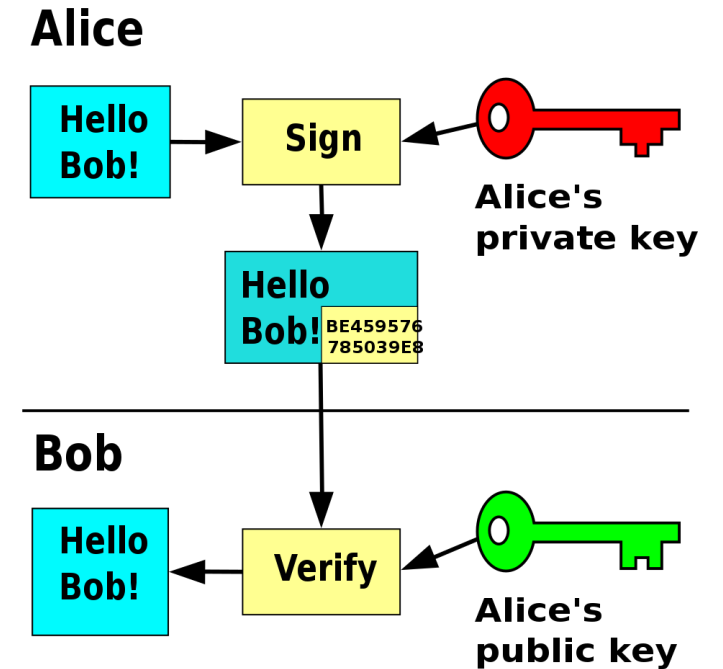 Alice
Hello
Bob!
Sign
Alice's
private key
Hello
Bob!
BE459576
785039E8
Bob
Hello
Bob!
Verify
Alice's
public key